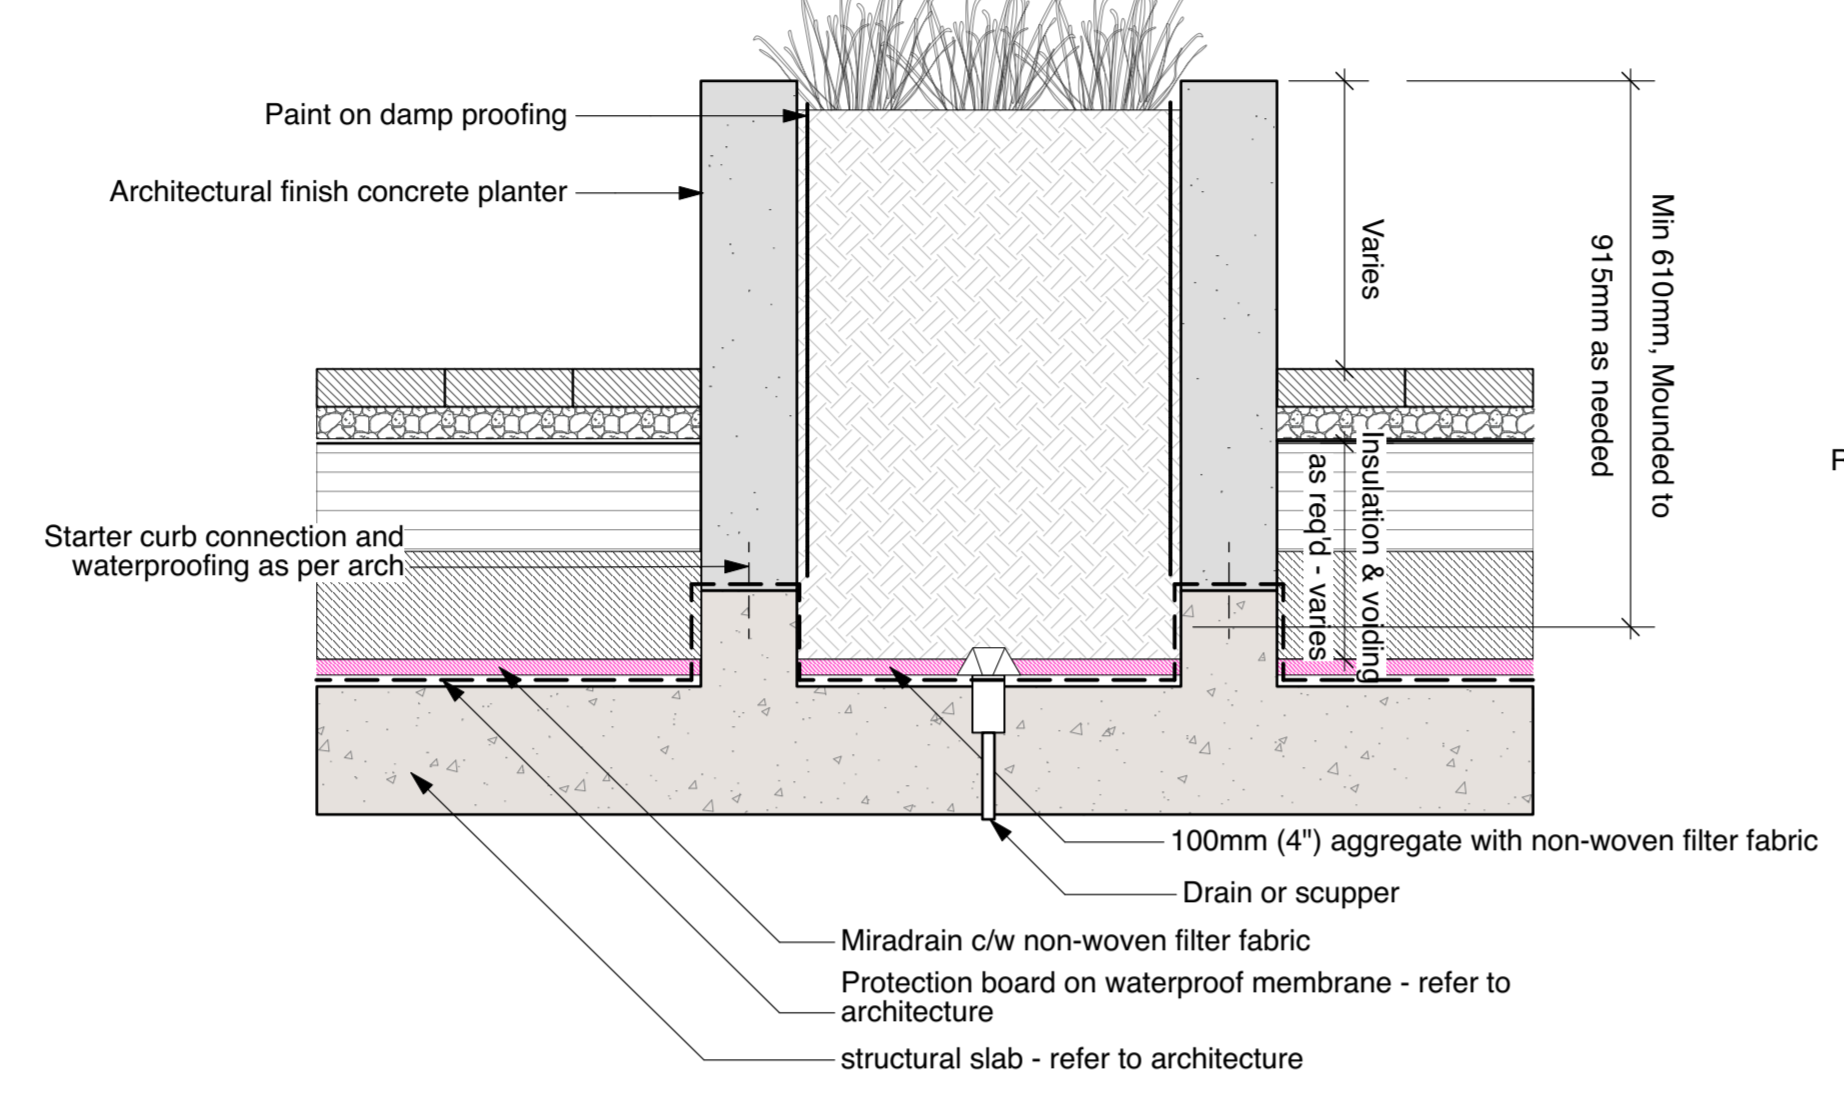 Paint on damp proofing
Architectural finish concrete planter
Varies
Min 610mm, Mounded to
915mm as needed
Insulation & voiding
as req'd - varies
Starter curb connection and
waterproofing as per arch
100mm (4") aggregate with non-woven filter fabric
Drain or scupper
Miradrain c/w non-woven filter fabric
Protection board on waterproof membrane - refer to
architecture
structural slab - refer to architecture